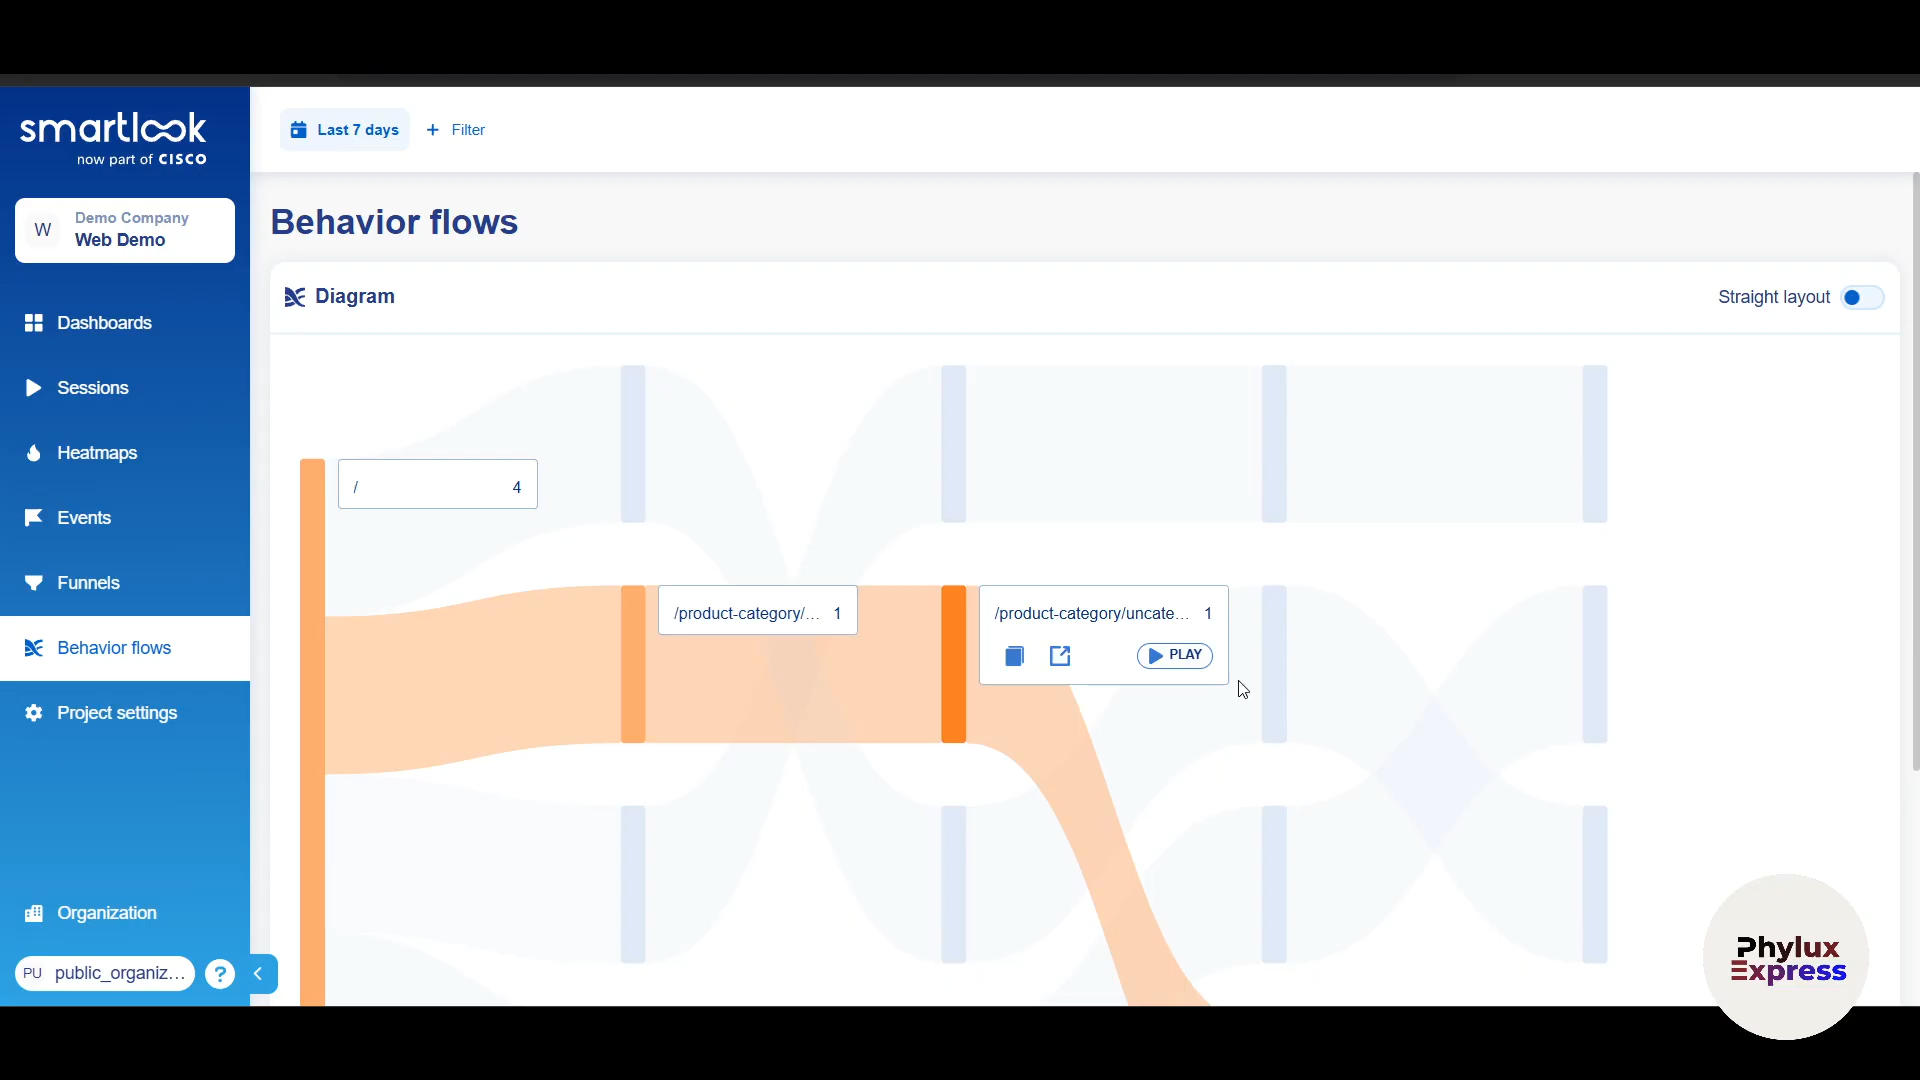 smartlook
now part of CISCO
W
Demo Company
Web Demo
Dashboards
Sessions
Heatmaps
Events
Funnels
Behavior flows
Project settings
Organization
PU public_organiz...
?
Last 7 days
+ Filter
Behavior flows
Diagram
Straight layout
/ 4
/product-category/... 1
/product-category/uncate... 1
PLAY
Phylux
Express